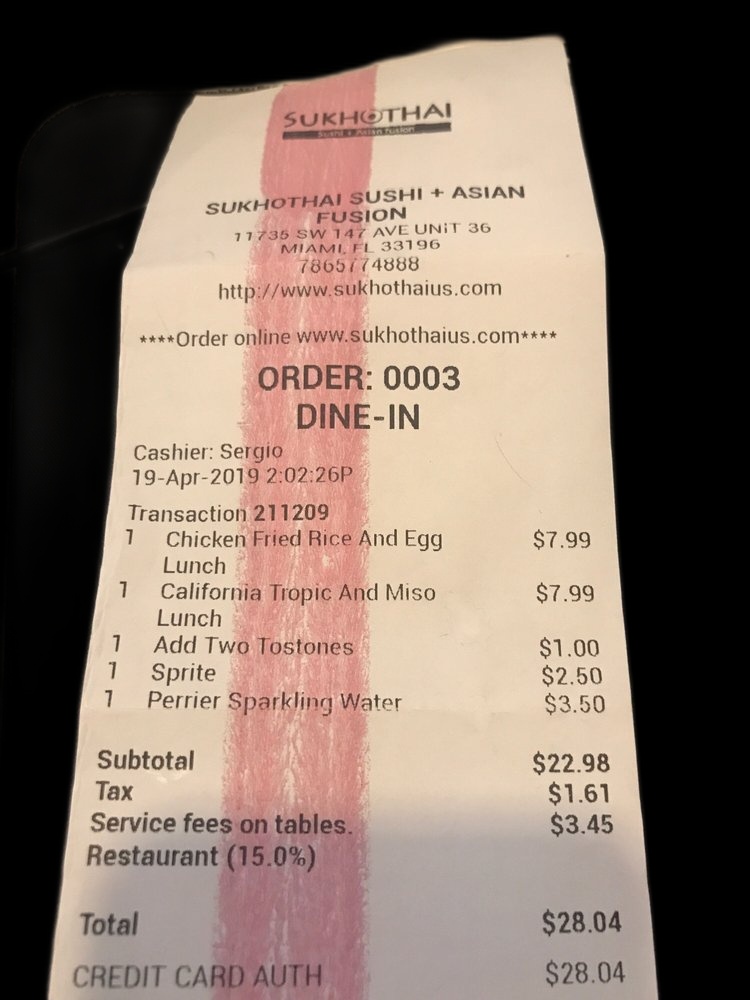 SUKHOTHAI
Sushi + Asian Fusion
SUKHOTHAI SUSHI + ASIAN
FUSION
11735 SW 147 AVE UNIT 36
MIAMI, FL 33196
7865774888
http://www.sukhothaius.com
****Order online www.sukhothaius.com****
ORDER: 0003
DINE-IN
Cashier: Sergio
19-Apr-2019 2:02:26P
Transaction 211209
1 Chicken Fried Rice And Egg $7.99
Lunch
1 California Tropic And Miso $7.99
Lunch
1 Add Two Tostones $1.00
1 Sprite $2.50
1 Perrier Sparkling Water $3.50
Subtotal $22.98
Tax $1.61
Service fees on tables. $3.45
Restaurant (15.0%)
Total $28.04
CREDIT CARD AUTH $28.04